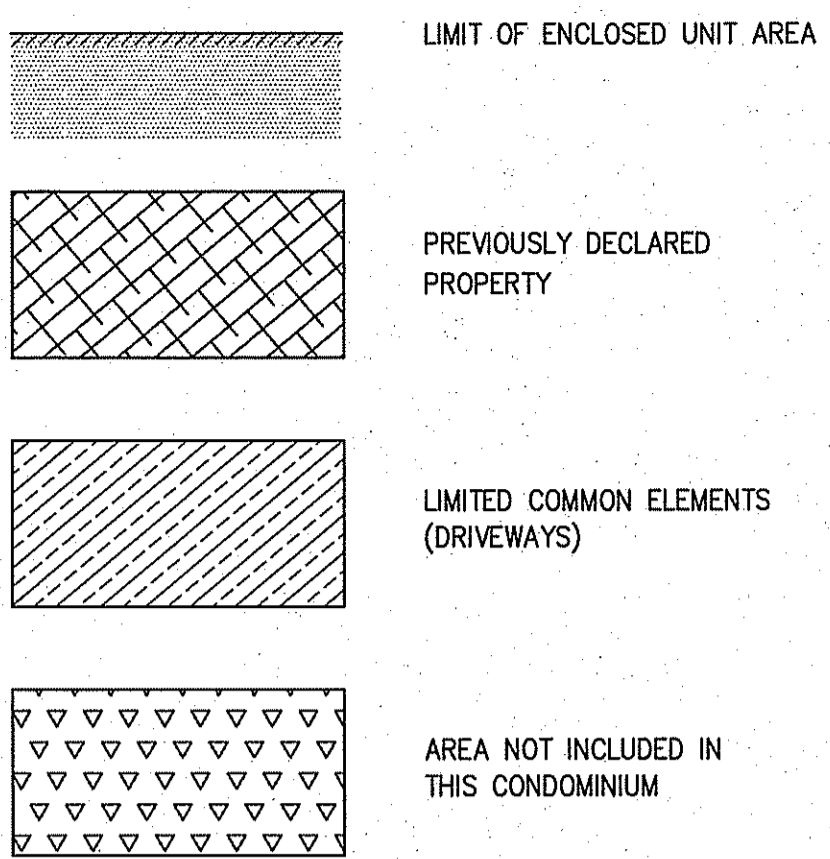 LIMIT OF ENCLOSED UNIT AREA
PREVIOUSLY DECLARED
PROPERTY
LIMITED COMMON ELEMENTS
(DRIVEWAYS)
AREA NOT INCLUDED IN
THIS CONDOMINIUM